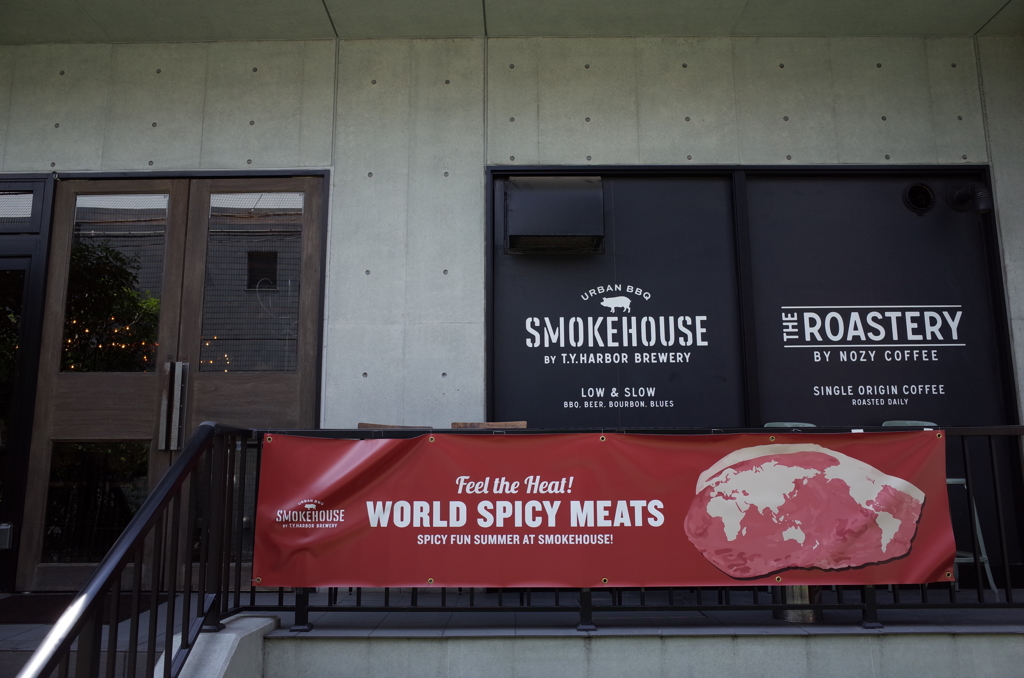 URBAN BBQ
SMOKEHOUSE
BY T.Y.HARBOR BREWERY
LOW & SLOW
BBQ, BEER, BOURBON, BLUES
THE ROASTERY
BY NOZY COFFEE
SINGLE ORIGIN COFFEE
ROASTED DAILY
URBAN BBQ
SMOKEHOUSE
BY T.Y.HARBOR BREWERY
Feel the Heat!
WORLD SPICY MEATS
SPICY FUN SUMMER AT SMOKEHOUSE!